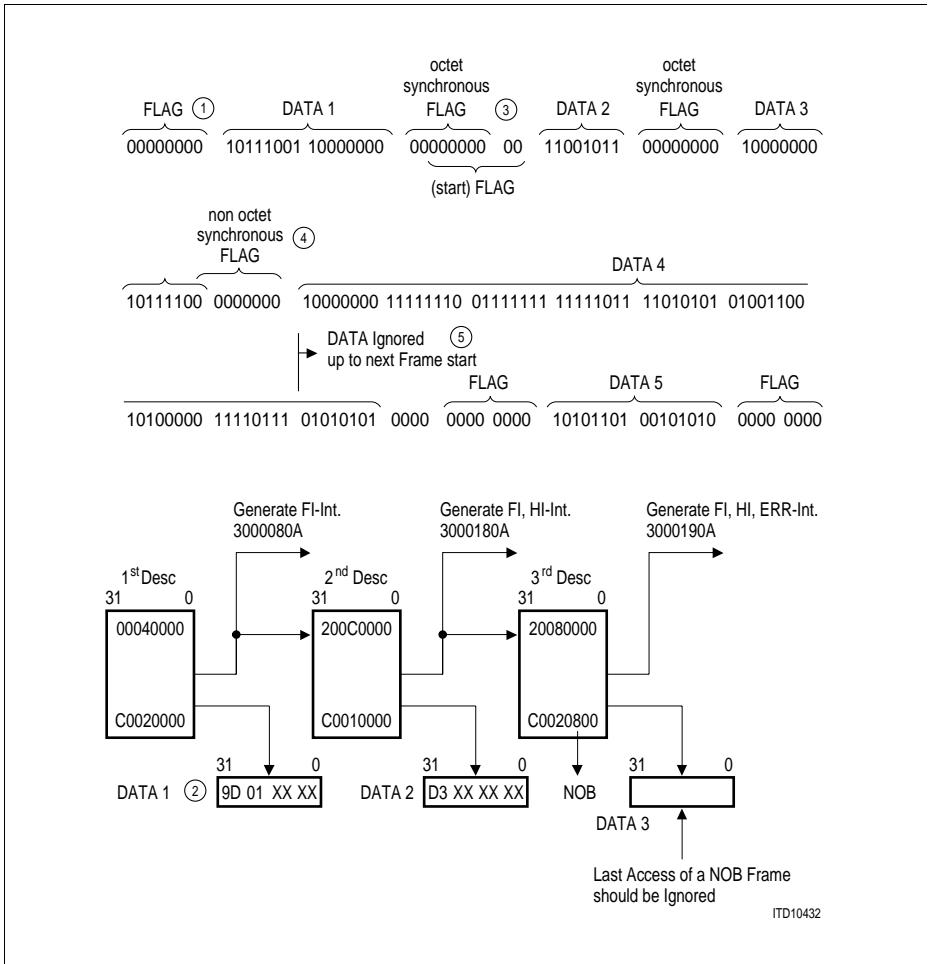 octet octet
synchronous synchronous
FLAG ① DATA 1 FLAG ③ DATA 2 FLAG DATA 3
00000000 10111001 10000000 00000000 00 11001011 00000000 10000000
(start) FLAG
non octet
synchronous ④
FLAG DATA 4
10111100 0000000 10000000 11111110 01111111 11111011 11010101 01001100
DATA Ignored ⑤
up to next Frame start
FLAG DATA 5 FLAG
10100000 11110111 01010101 0000 0000 0000 10101101 00101010 0000 0000
Generate FI-Int. Generate FI, HI-Int. Generate FI, HI, ERR-Int.
3000080A 3000180A 3000190A
1st Desc 2nd Desc 3rd Desc
31 0 31 0 31 0
00040000 200C0000 20080000
C0020000 C0010000 C0020800
31 0 31 0 31 0
DATA 1 ② 9D 01 XX XX DATA 2 D3 XX XX XX NOB
DATA 3
Last Access of a NOB Frame
should be Ignored
ITD10432